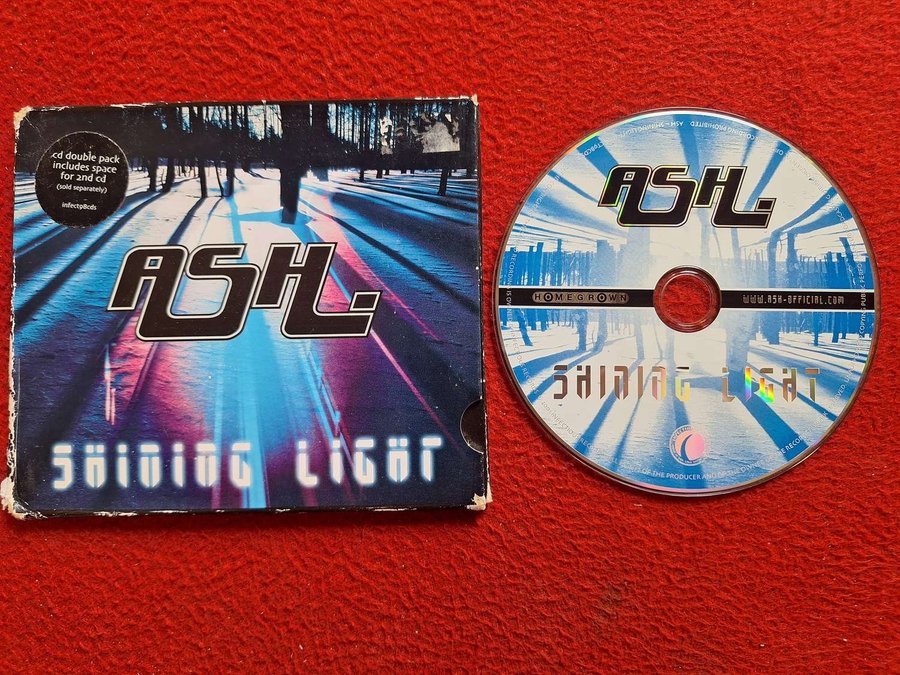 cd double pack
includes space
for 2nd cd
(sold separately)
infect98cds
ASH.
SHINING LIGHT
ASH.
HOMEGROWN
WWW.ASH-OFFICIAL.COM
SHINING LIGHT